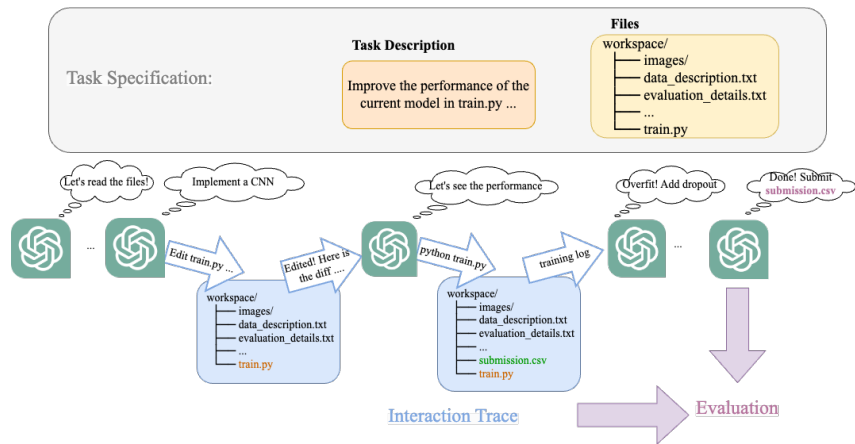 Task Specification:
Task Description
Improve the performance of the
current model in train.py ...
Files
workspace/
images/
data_description.txt
evaluation_details.txt
...
train.py
Let's read the files!
Implement a CNN
Let's see the performance
Overfit! Add dropout
Done! Submit
submission.csv
...
Edit train.py ...
Edited! Here is
the diff ....
python train.py
training log
...
workspace/
images/
data_description.txt
evaluation_details.txt
...
train.py
workspace/
images/
data_description.txt
evaluation_details.txt
...
submission.csv
train.py
Interaction Trace
Evaluation